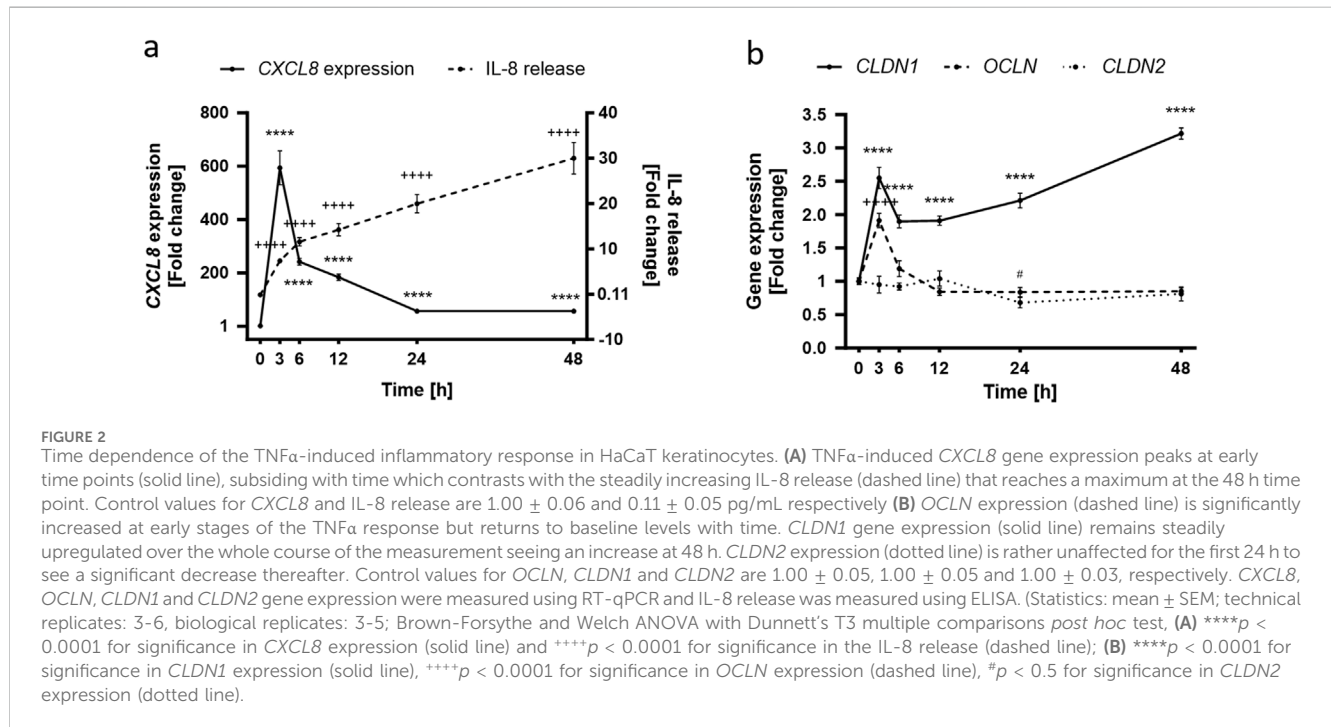 a
CXCL8 expression IL-8 release
800
600
400
200
1
CXCL8 expression
[Fold change]
40
30
20
10
0.11
-10
IL-8 release
[Fold change]
****
++++
++++
****
++++
****
++++
****
++++
****
0 3 6 12 24 48
Time [h]
b
CLDN1 OCLN CLDN2
3.5
3.0
2.5
2.0
1.5
1.0
0.5
0.0
Gene expression
[Fold change]
****
++++
****
****
****
#
****
0 3 6 12 24 48
Time [h]
FIGURE 2
Time dependence of the TNFα-induced inflammatory response in HaCaT keratinocytes. (A) TNFα-induced CXCL8 gene expression peaks at early
time points (solid line), subsiding with time which contrasts with the steadily increasing IL-8 release (dashed line) that reaches a maximum at the 48 h time
point. Control values for CXCL8 and IL-8 release are 1.00 ± 0.06 and 0.11 ± 0.05 pg/mL respectively (B) OCLN expression (dashed line) is significantly
increased at early stages of the TNFα response but returns to baseline levels with time. CLDN1 gene expression (solid line) remains steadily
upregulated over the whole course of the measurement seeing an increase at 48 h. CLDN2 expression (dotted line) is rather unaffected for the first 24 h to
see a significant decrease thereafter. Control values for OCLN, CLDN1 and CLDN2 are 1.00 ± 0.05, 1.00 ± 0.05 and 1.00 ± 0.03, respectively. CXCL8,
OCLN, CLDN1 and CLDN2 gene expression were measured using RT-qPCR and IL-8 release was measured using ELISA. (Statistics: mean ± SEM; technical
replicates: 3-6, biological replicates: 3-5; Brown-Forsythe and Welch ANOVA with Dunnett's T3 multiple comparisons post hoc test, (A) ****p <
0.0001 for significance in CXCL8 expression (solid line) and ++++p < 0.0001 for significance in the IL-8 release (dashed line); (B) ****p < 0.0001 for
significance in CLDN1 expression (solid line), ++++p < 0.0001 for significance in OCLN expression (dashed line), #p < 0.5 for significance in CLDN2
expression (dotted line).